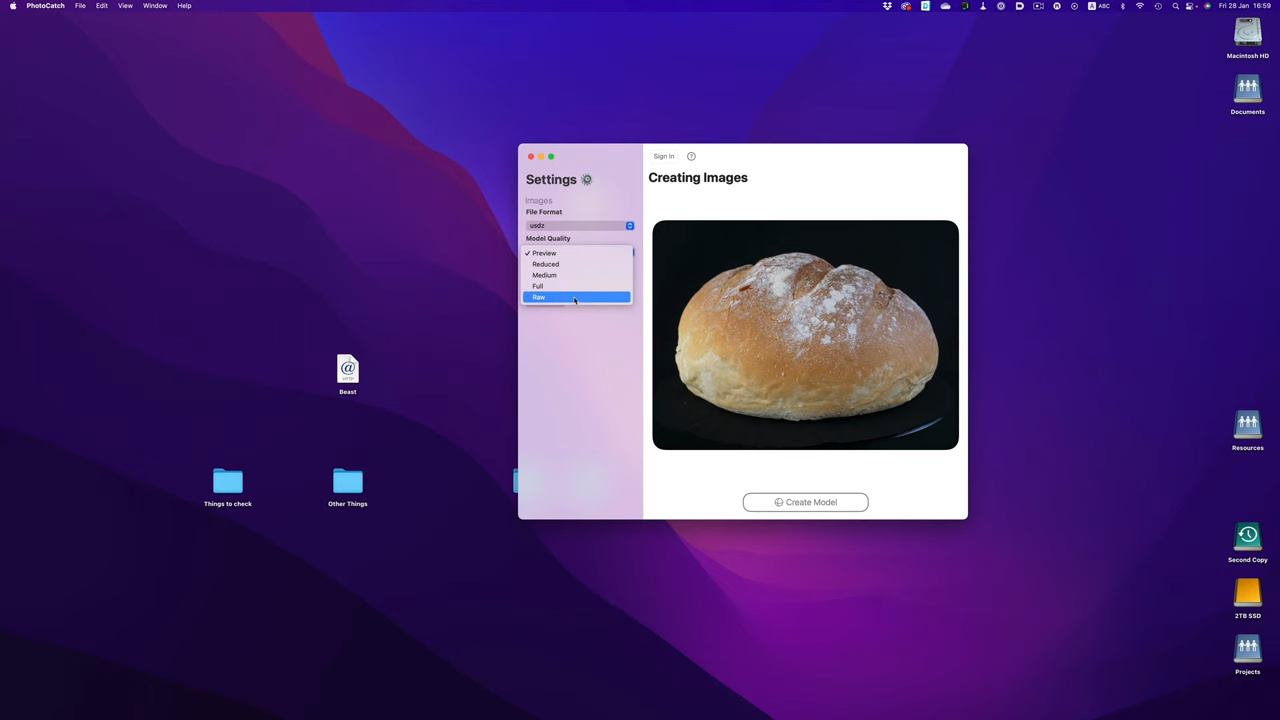 PhotoCatch File Edit View Window Help
ABC Fri 28 Jan 16:59
Macintosh HD
Documents
Sign In
Settings
Creating Images
Images
File Format
usdz
Model Quality
Preview
Reduced
Medium
Full
Raw
HTTP
Beast
Things to check
Other Things
Create Model
Resources
Second Copy
2TB SSD
Projects